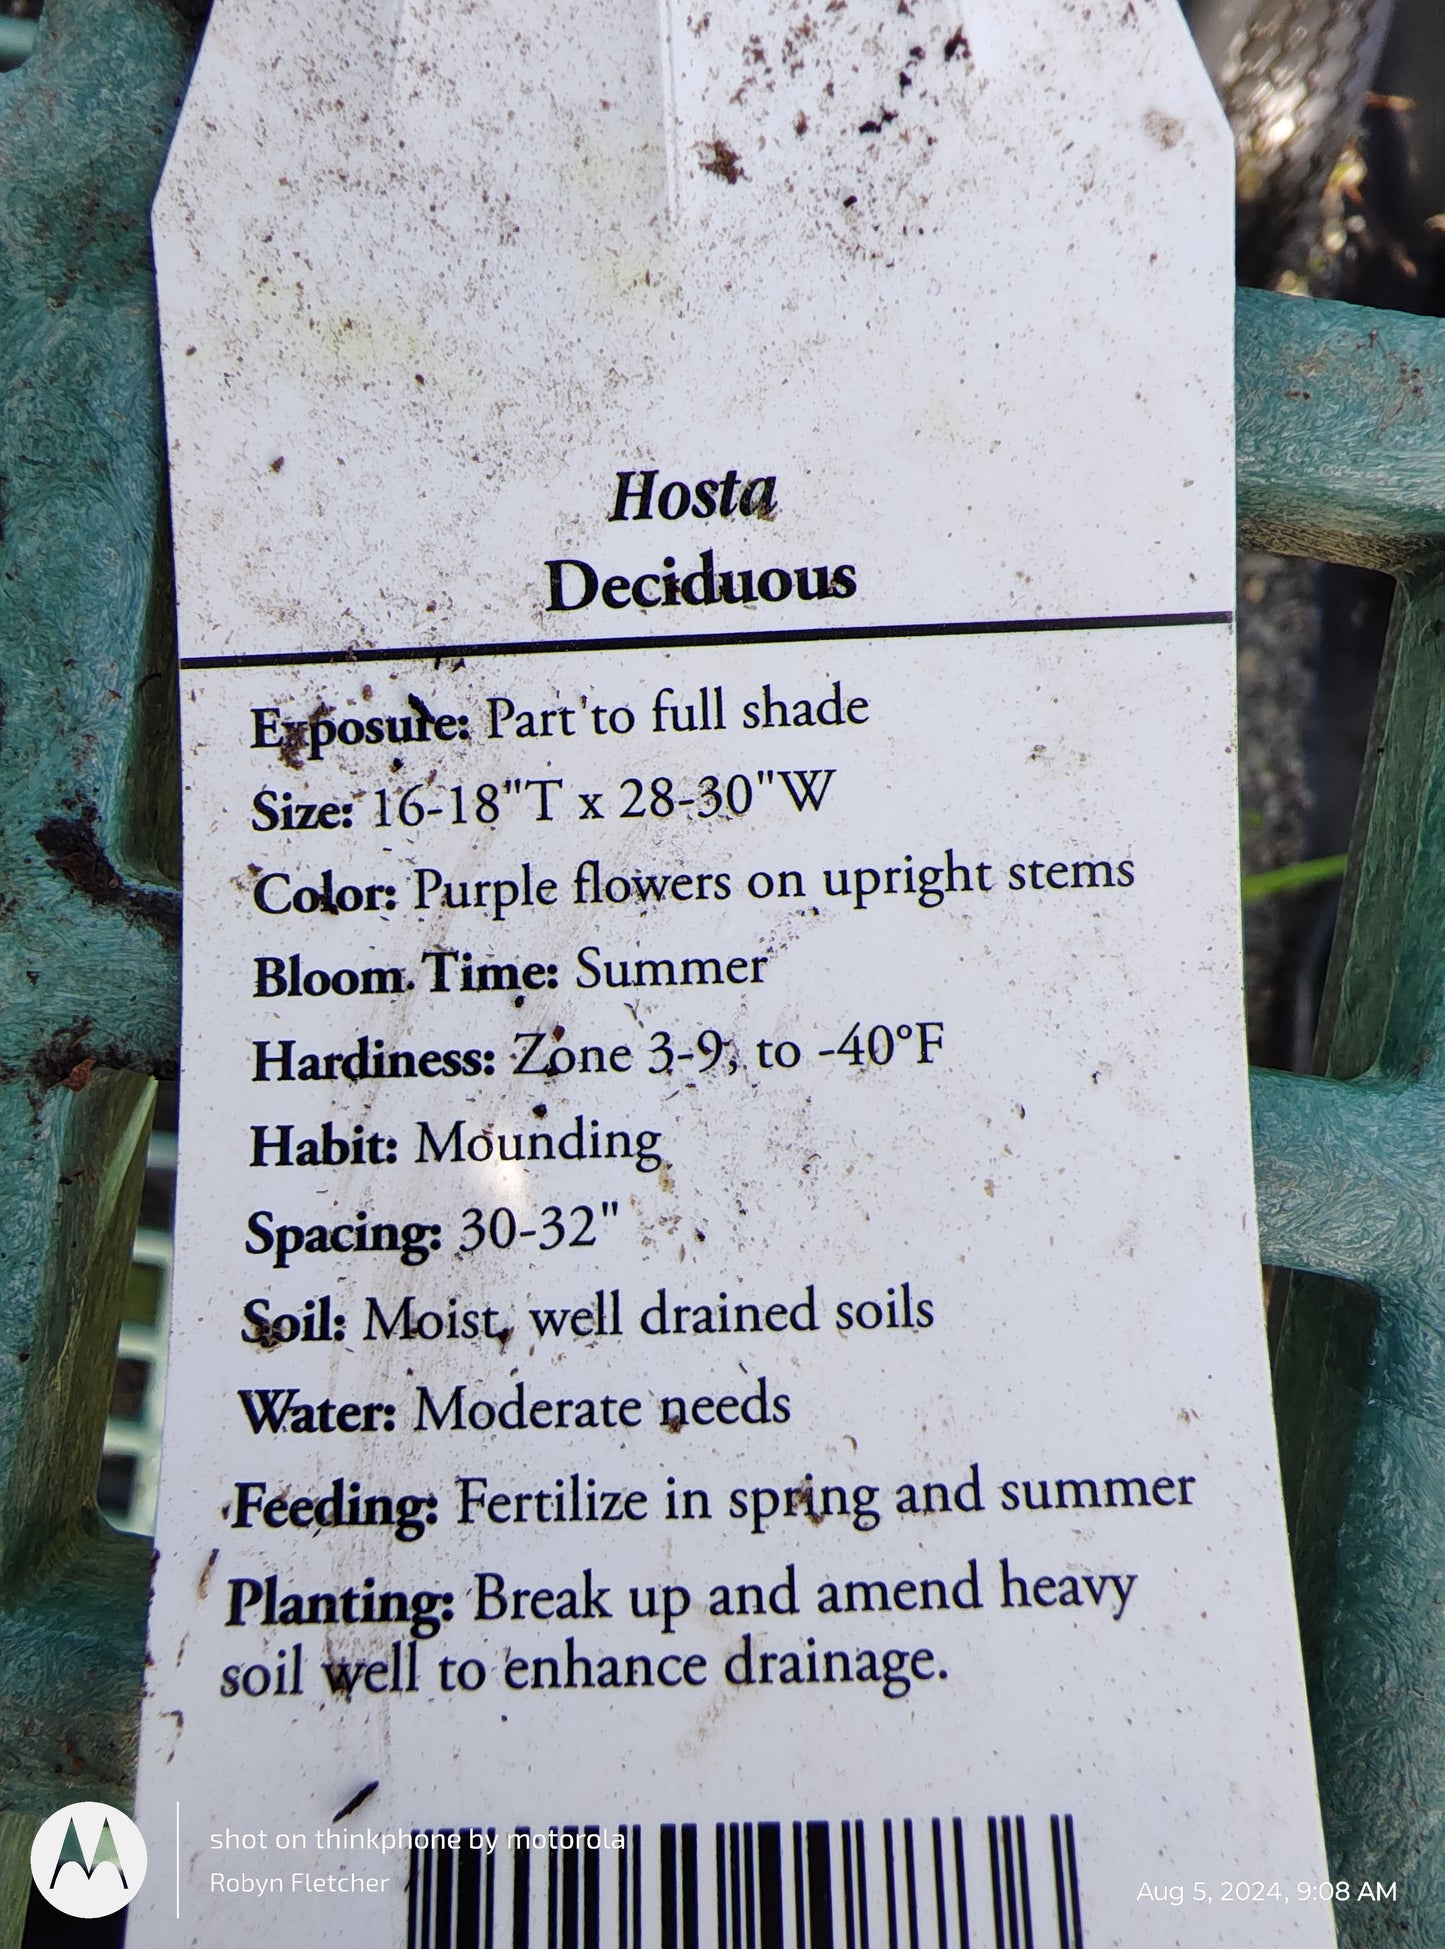 Hosta
Deciduous
Exposure: Part to full shade
Size: 16-18"T x 28-30"W
Color: Purple flowers on upright stems
Bloom Time: Summer
Hardiness: Zone 3-9, to -40°F
Habit: Mounding
Spacing: 30-32"
Soil: Moist, well drained soils
Water: Moderate needs
Feeding: Fertilize in spring and summer
Planting: Break up and amend heavy
soil well to enhance drainage.
shot on thinkphone by motorola
Robyn Fletcher
Aug 5, 2024, 9:08 AM